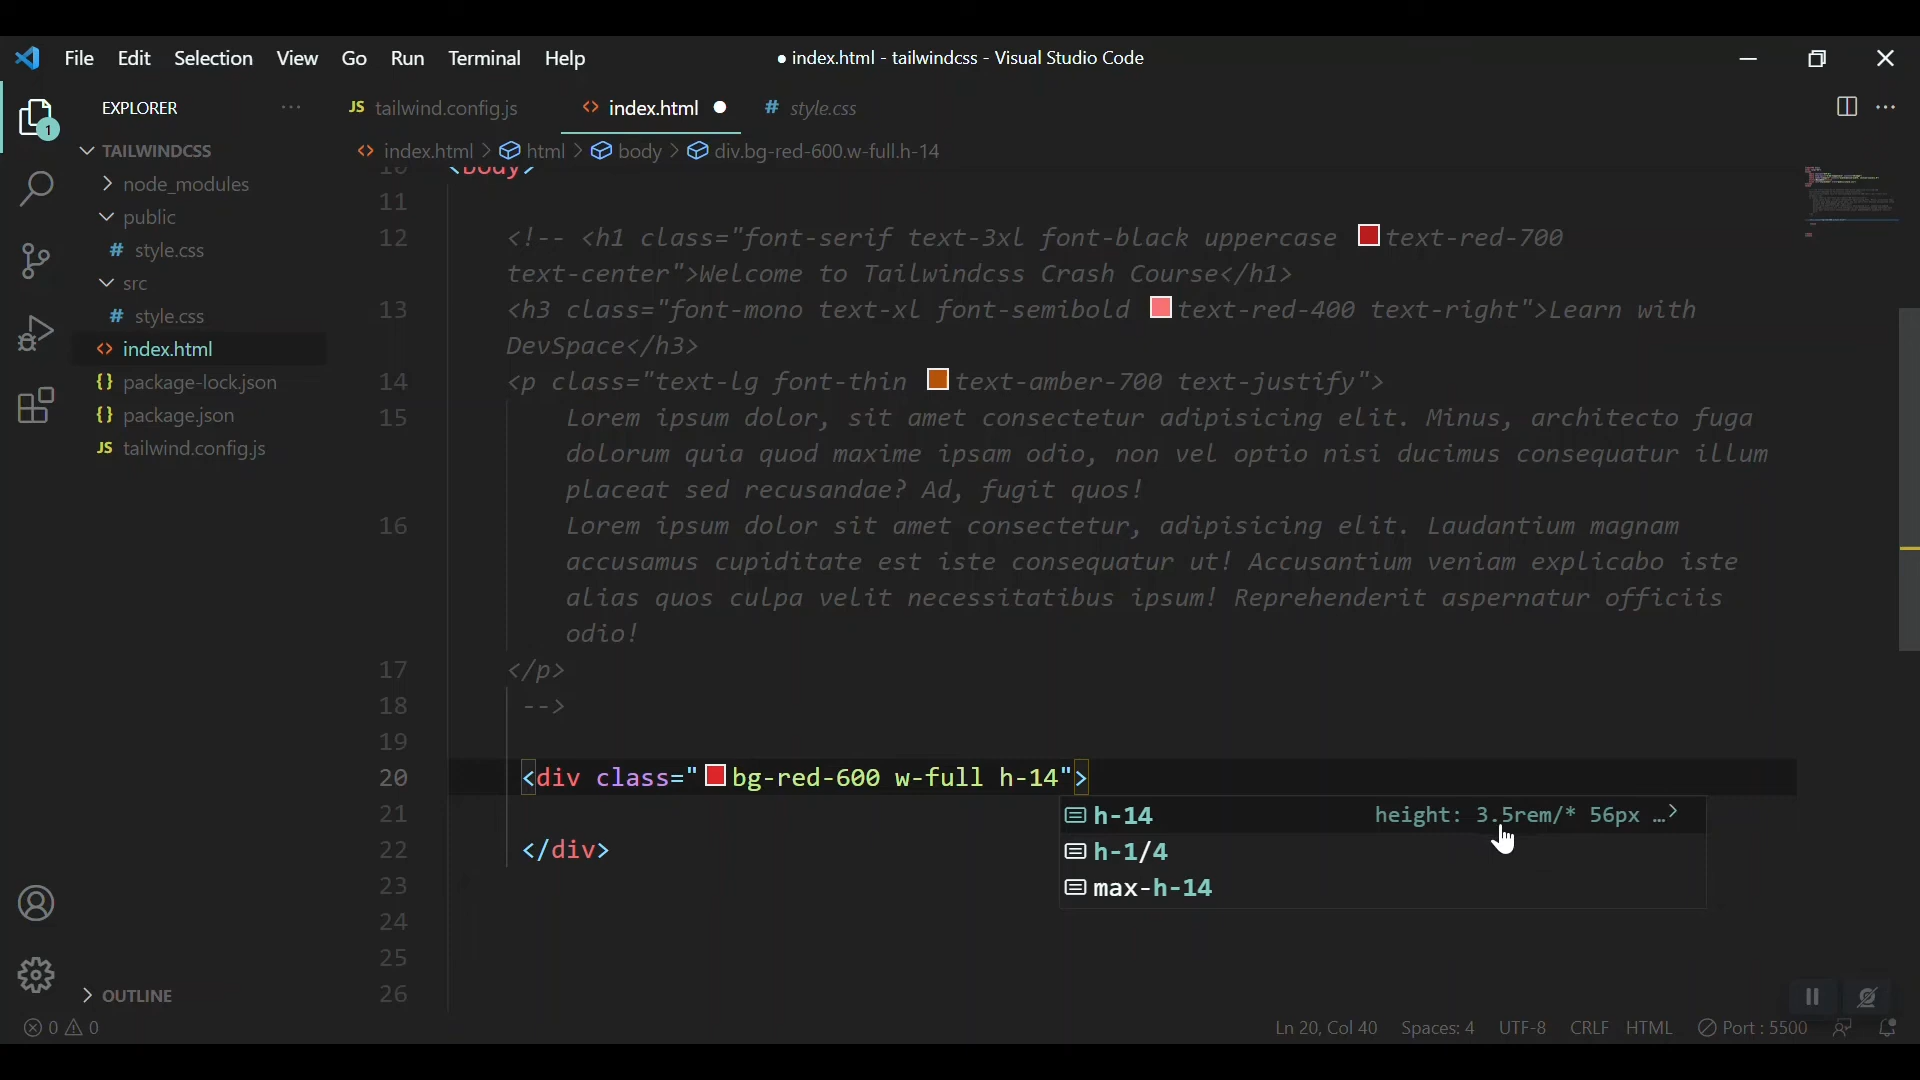 File Edit Selection View Go Run Terminal Help
● index.html - tailwindcss - Visual Studio Code
EXPLORER ···
JS tailwind.config.js <> index.html ● # style.css ···
1
TAILWINDCSS
<> index.html > html > body > div.bg-red-600.w-full.h-14
> node_modules
public
# style.css
src
# style.css
<> index.html
{} package-lock.json
{} package.json
JS tailwind.config.js
10 <body>
11
12 <!-- <h1 class="font-serif text-3xl font-black uppercase text-red-700
text-center">Welcome to Tailwindcss Crash Course</h1>
13 <h3 class="font-mono text-xl font-semibold text-red-400 text-right">Learn with
DevSpace</h3>
14 <p class="text-lg font-thin text-amber-700 text-justify">
15 Lorem ipsum dolor, sit amet consectetur adipisicing elit. Minus, architecto fuga
dolorum quia quod maxime ipsam odio, non vel optio nisi ducimus consequatur illum
placeat sed recusandae? Ad, fugit quos!
16 Lorem ipsum dolor sit amet consectetur, adipisicing elit. Laudantium magnam
accusamus cupiditate est iste consequatur ut! Accusantium veniam explicabo iste
alias quos culpa velit necessitatibus ipsum! Reprehenderit aspernatur officiis
odio!
17 </p>
18 -->
19
20 <div class="bg-red-600 w-full h-14">
21
22 </div>
23
24
25
26
h-14 height: 3.5rem/* 56px …>
h-1/4
max-h-14
> OUTLINE
0 0
Ln 20, Col 40 Spaces: 4 UTF-8 CRLF HTML Port : 5500